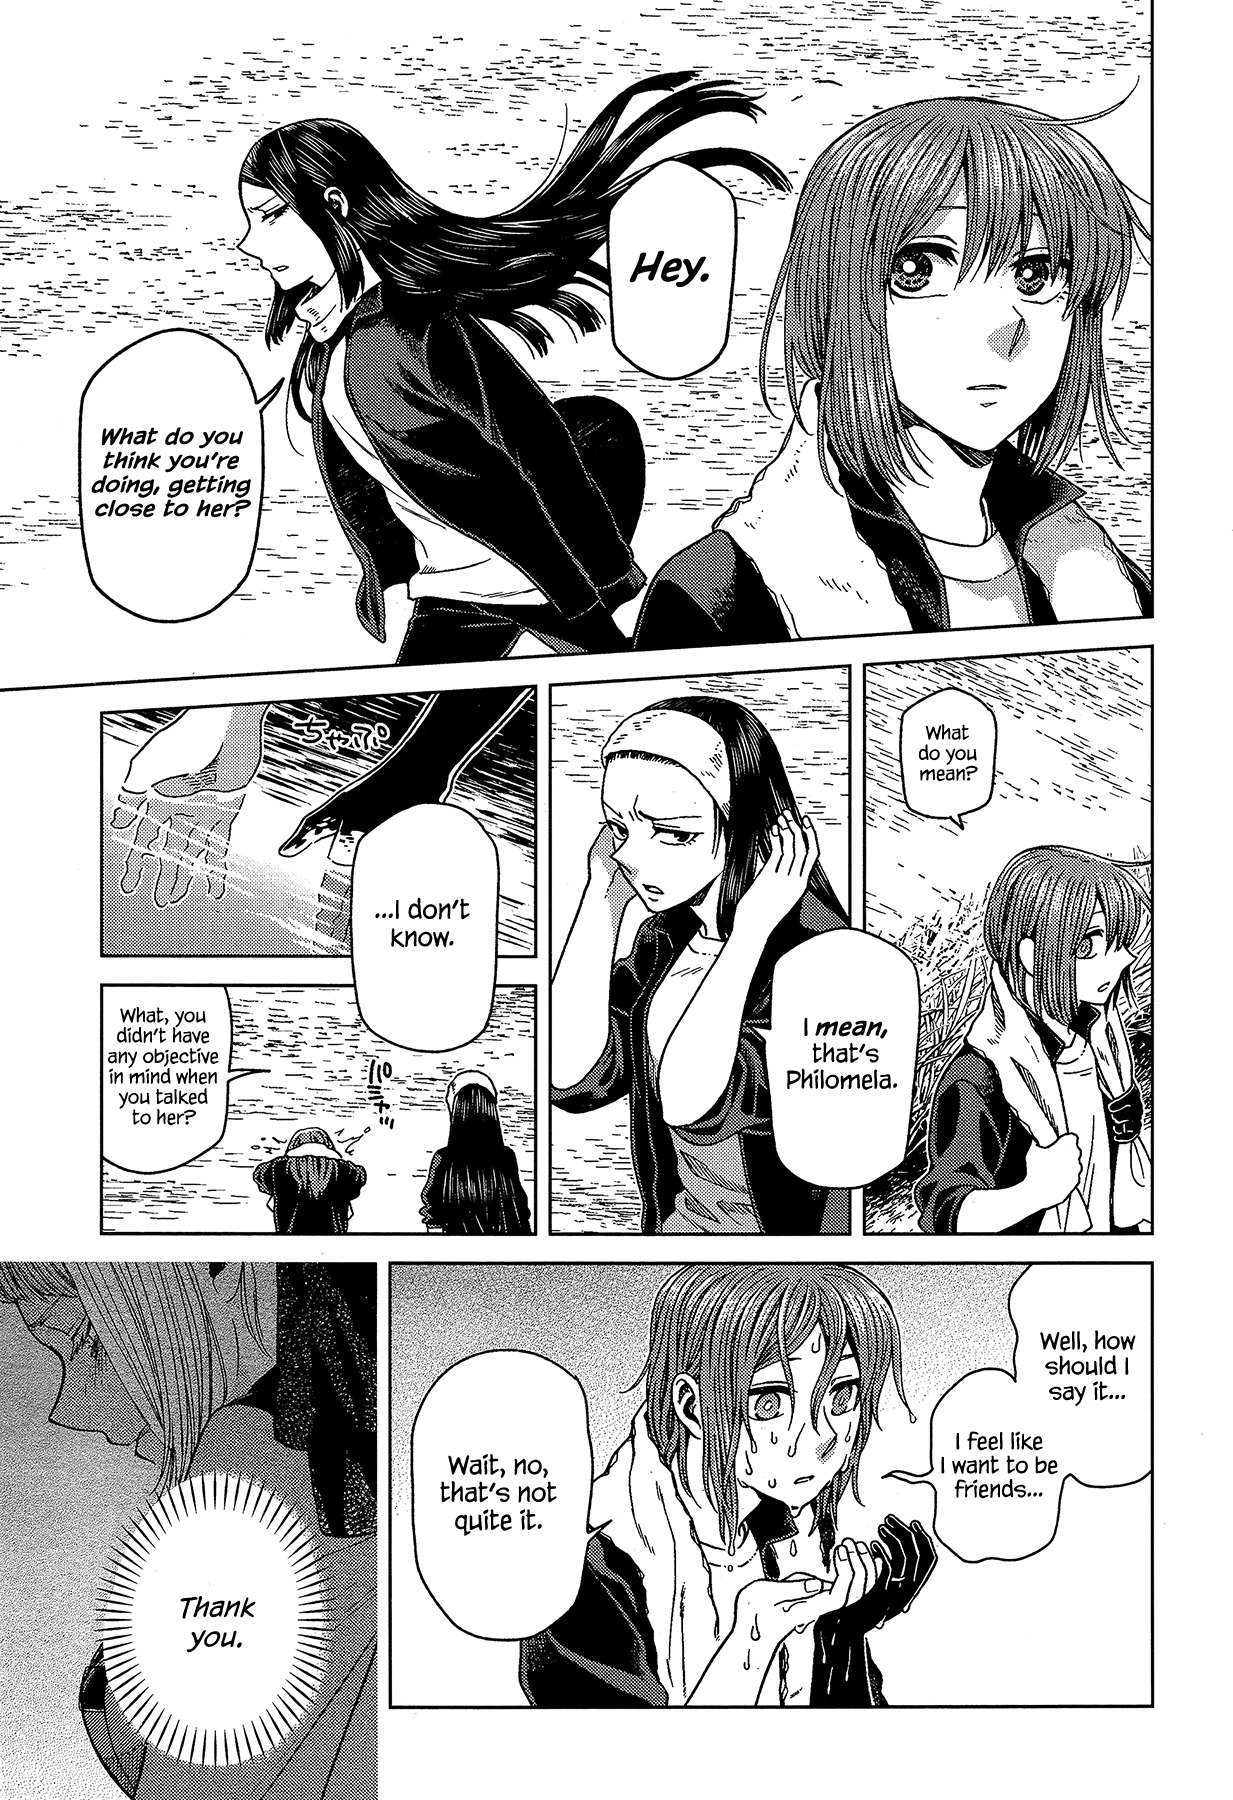 Hey.
What do you
think you're
doing, getting
close to her?
What
do you
mean?
I mean,
that's
Philomela.
ちゃぷ
...I don't
know.
What, you
didn't have
any objective
in mind when
you talked
to her?
Well, how
should I
say it...
I feel like
I want to be
friends...
Wait, no,
that's not
quite it.
Thank
you.